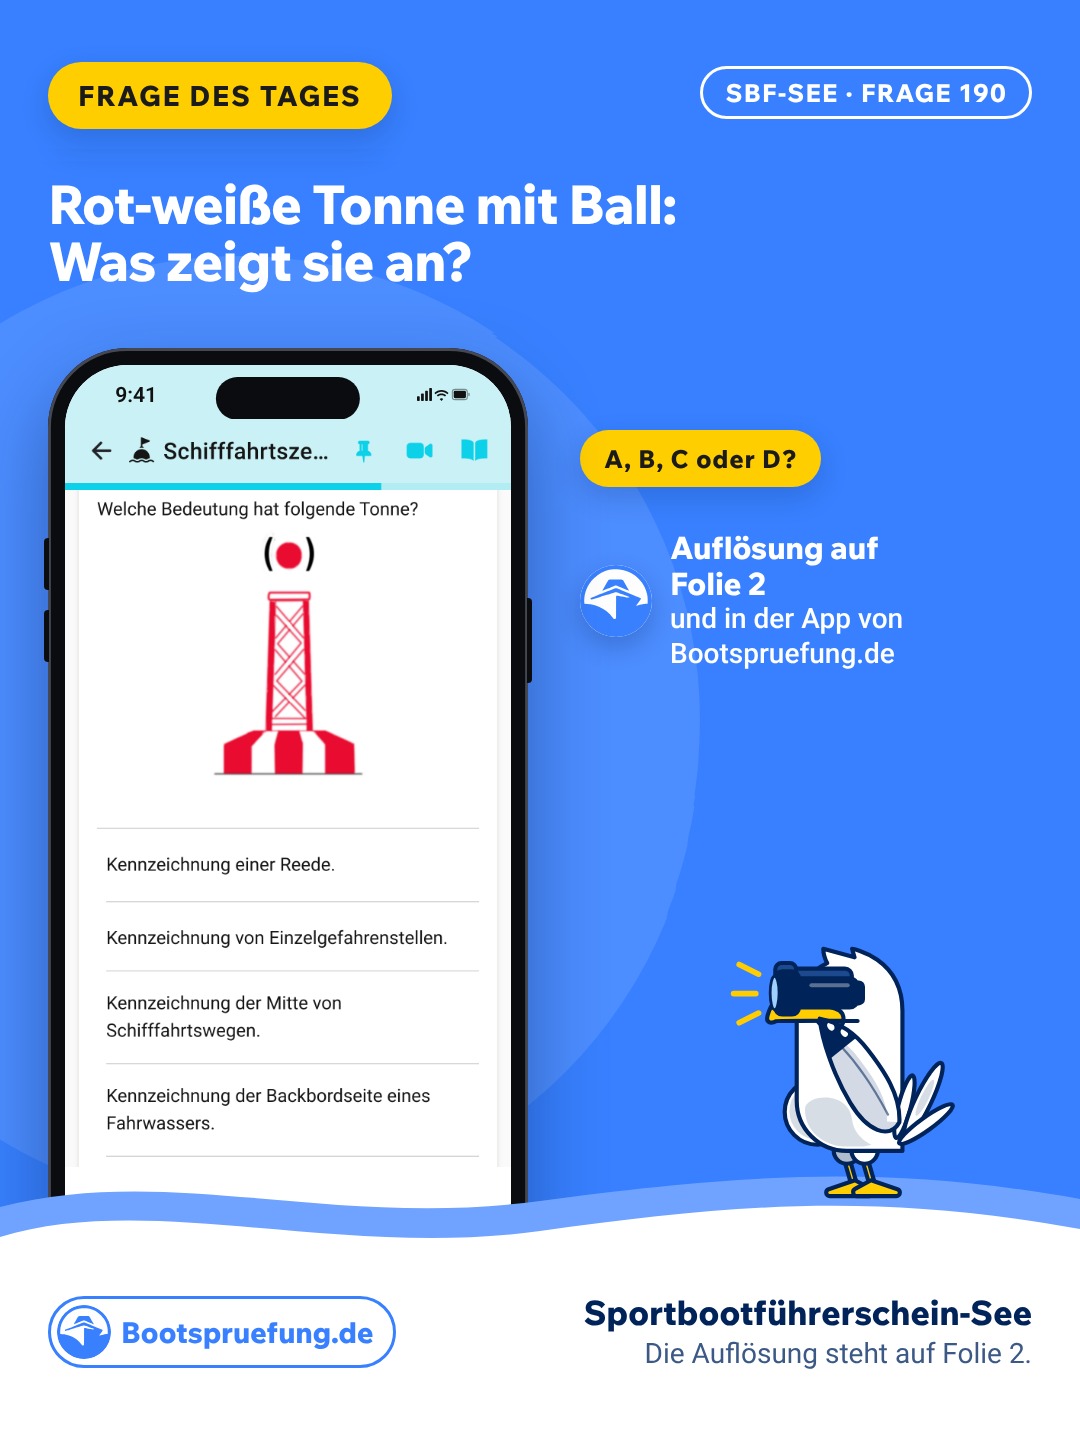 FRAGE DES TAGES
SBF-SEE · FRAGE 190
Rot-weiße Tonne mit Ball:
Was zeigt sie an?
9:41
Schifffahrtsze...
Welche Bedeutung hat folgende Tonne?
Kennzeichnung einer Reede.
Kennzeichnung von Einzelgefahrenstellen.
Kennzeichnung der Mitte von
Schifffahrtswegen.
Kennzeichnung der Backbordseite eines
Fahrwassers.
A, B, C oder D?
Auflösung auf
Folie 2
und in der App von
Bootspruefung.de
Bootspruefung.de
Sportbootführerschein-See
Die Auflösung steht auf Folie 2.